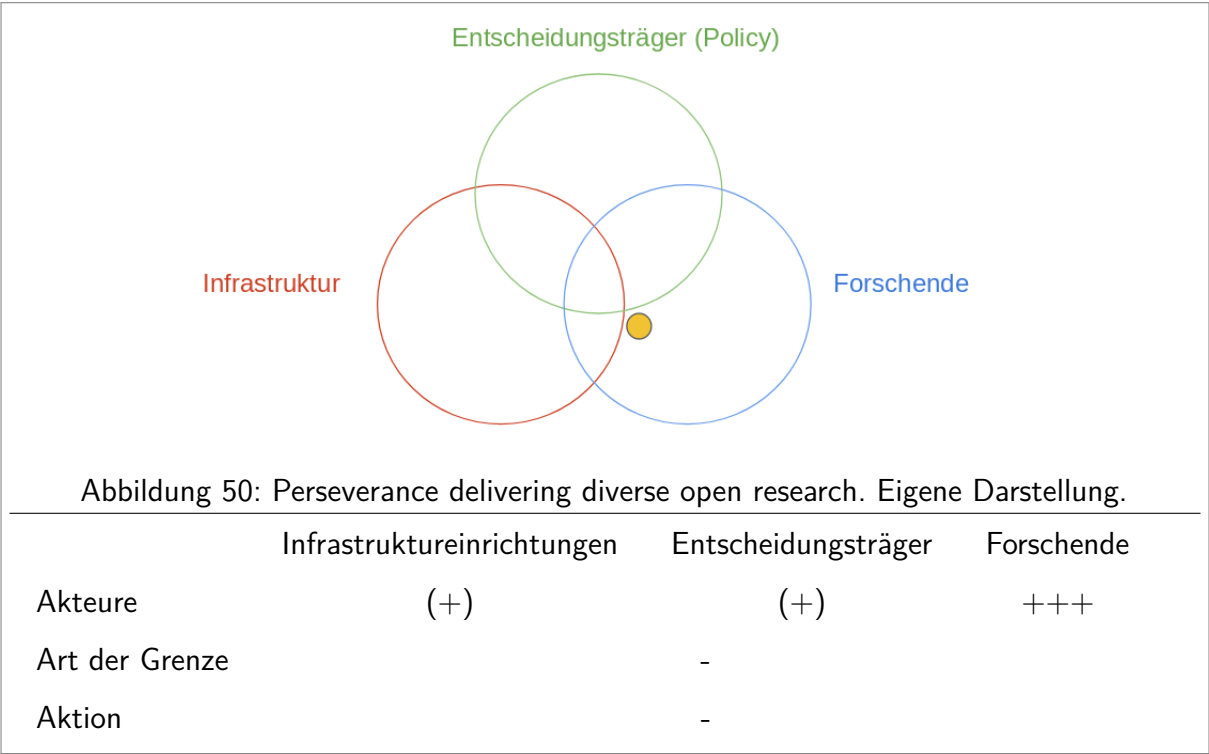 Entscheidungsträger (Policy)
Infrastruktur
Forschende
Abbildung 50: Perseverance delivering diverse open research. Eigene Darstellung.
Infrastruktureinrichtungen Entscheidungsträger Forschende
Akteure (+) (+) +++
Art der Grenze -
Aktion -